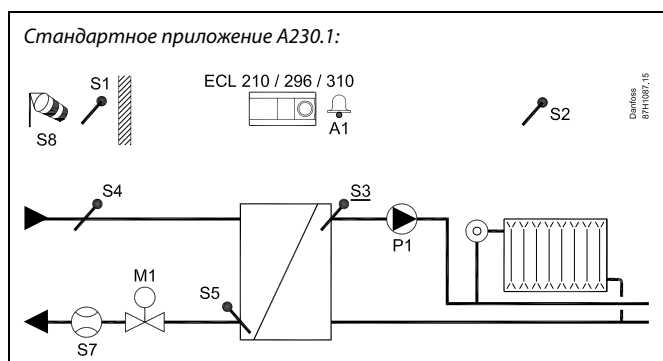 Стандартное приложение A230.1:
ECL 210 / 296 / 310
S1
S8
A1
S2
Danfoss
87H1087.15
S4
S3
P1
M1
S5
S7